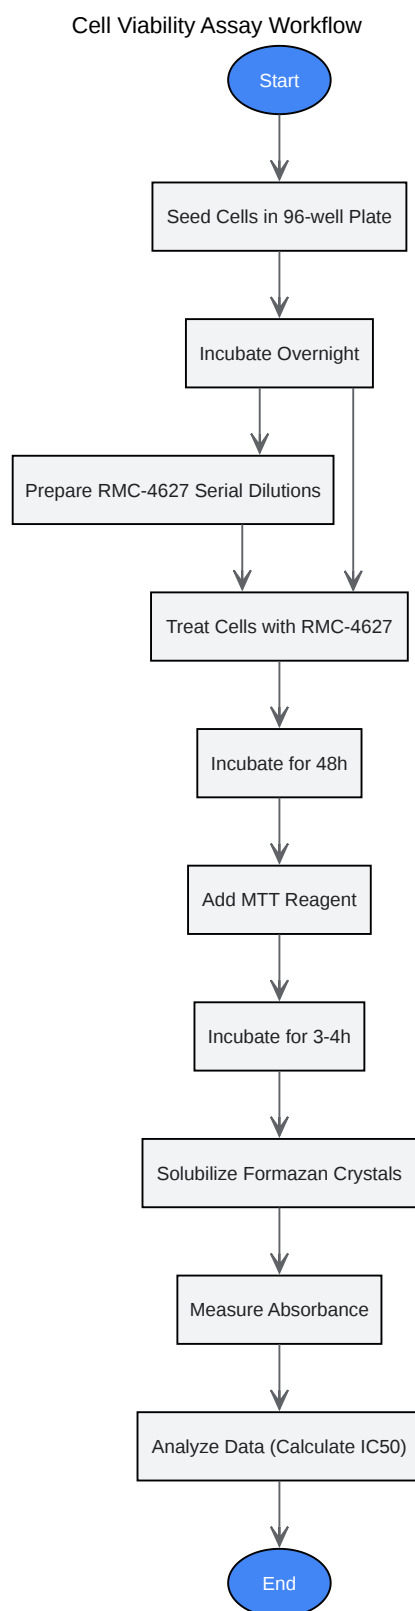 Cell Viability Assay Workflow
Start
Seed Cells in 96-well Plate
Incubate Overnight
Prepare RMC-4627 Serial Dilutions
Treat Cells with RMC-4627
Incubate for 48h
Add MTT Reagent
Incubate for 3-4h
Solubilize Formazan Crystals
Measure Absorbance
Analyze Data (Calculate IC50)
End